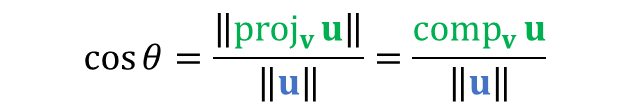 cos θ = ‖proj_v u‖ / ‖u‖ = comp_v u / ‖u‖